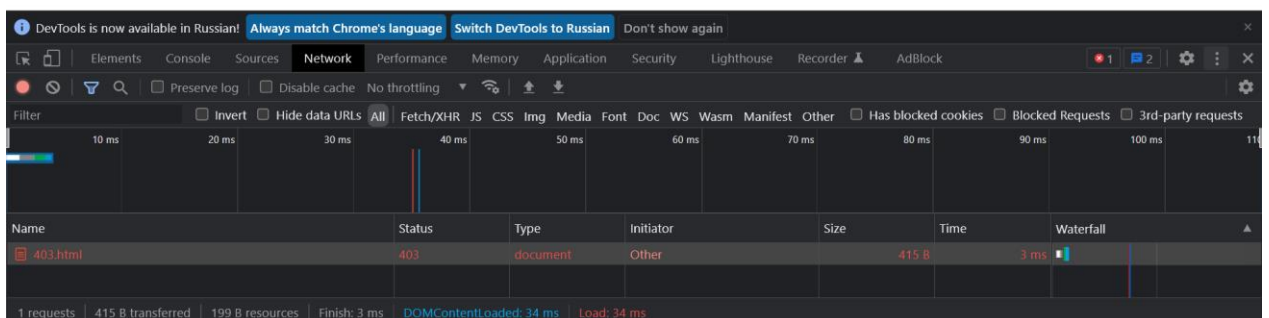 DevTools is now available in Russian! Always match Chrome's language Switch DevTools to Russian Don't show again
Elements Console Sources Network Performance Memory Application Security Lighthouse Recorder AdBlock 1 2
Preserve log Disable cache No throttling
Filter Invert Hide data URLs All Fetch/XHR JS CSS Img Media Font Doc WS Wasm Manifest Other Has blocked cookies Blocked Requests 3rd-party requests
10 ms 20 ms 30 ms 40 ms 50 ms 60 ms 70 ms 80 ms 90 ms 100 ms 11
Name Status Type Initiator Size Time Waterfall
403.html 403 document Other 415 B 3 ms
1 requests 415 B transferred 199 B resources Finish: 3 ms DOMContentLoaded: 34 ms Load: 34 ms